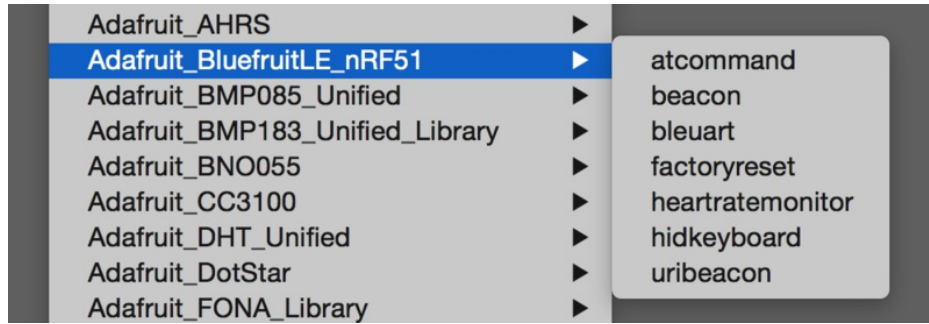 Adafruit_AHRS
Adafruit_BluefruitLE_nRF51
Adafruit_BMP085_Unified
Adafruit_BMP183_Unified_Library
Adafruit_BNO055
Adafruit_CC3100
Adafruit_DHT_Unified
Adafruit_DotStar
Adafruit_FONA_Library
atcommand
beacon
bleuart
factoryreset
heartratemonitor
hidkeyboard
uribeacon